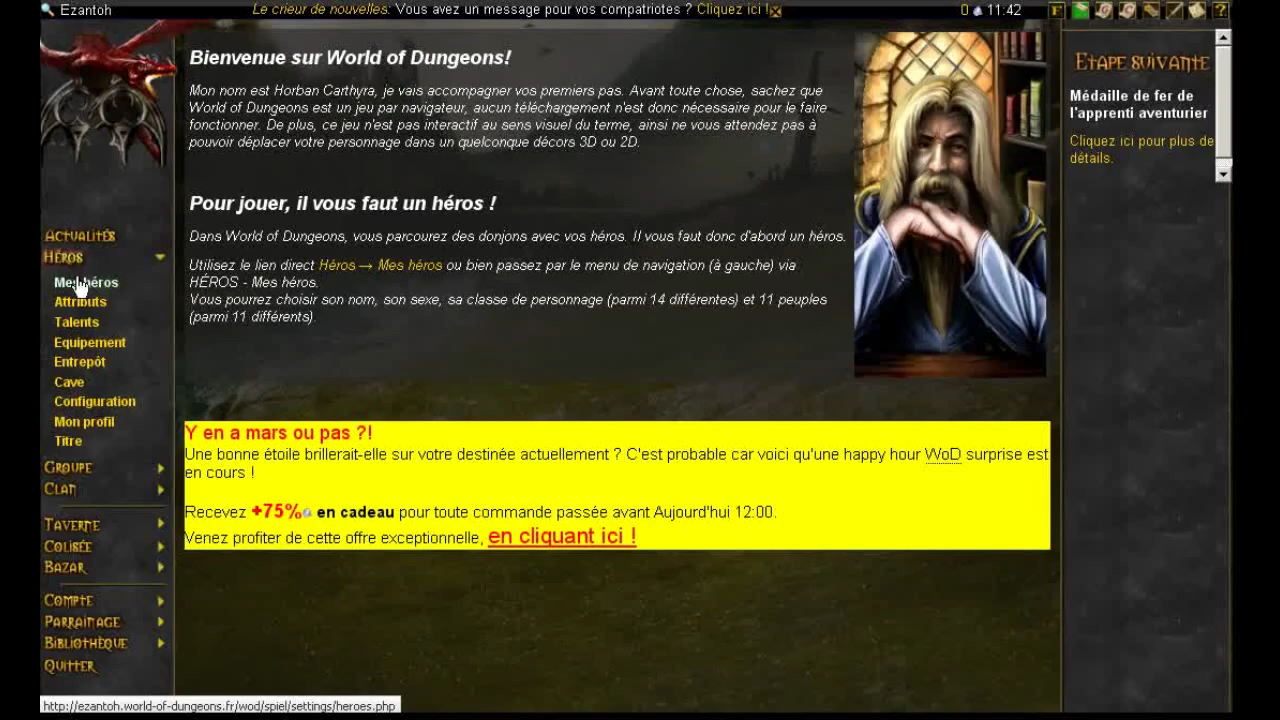 Ezantoh
Le crieur de nouvelles: Vous avez un message pour vos compatriotes ? Cliquez ici !
0 11:42
Bienvenue sur World of Dungeons!
Mon nom est Horban Carthyra, je vais accompagner vos premiers pas. Avant toute chose, sachez que
World of Dungeons est un jeu par navigateur, aucun téléchargement n'est donc nécessaire pour le faire
fonctionner. De plus, ce jeu n'est pas interactif au sens visuel du terme, ainsi ne vous attendez pas à
pouvoir déplacer votre personnage dans un quelconque décors 3D ou 2D.
Pour jouer, il vous faut un héros !
Dans World of Dungeons, vous parcourez des donjons avec vos héros. Il vous faut donc d'abord un héros.
Utilisez le lien direct Héros → Mes héros ou bien passez par le menu de navigation (à gauche) via
HÉROS - Mes héros.
Vous pourrez choisir son nom, son sexe, sa classe de personnage (parmi 14 différentes) et 11 peuples
(parmi 11 différents).
Y en a mars ou pas ?!
Une bonne étoile brillerait-elle sur votre destinée actuellement ? C'est probable car voici qu'une happy hour WoD surprise est
en cours !
Recevez +75% en cadeau pour toute commande passée avant Aujourd'hui 12:00.
Venez profiter de cette offre exceptionnelle, en cliquant ici !
Actualités
Héros
Mes héros
Attributs
Talents
Equipement
Entrepôt
Cave
Configuration
Mon profil
Titre
Groupe
Clan
Taverne
Colisée
Bazar
Compte
Parrainage
Bibliothèque
Quitter
Etape suivante
Médaille de fer de
l'apprenti aventurier
Cliquez ici pour plus de
détails.
http://ezantoh.world-of-dungeons.fr/wod/spiel/settings/heroes.php